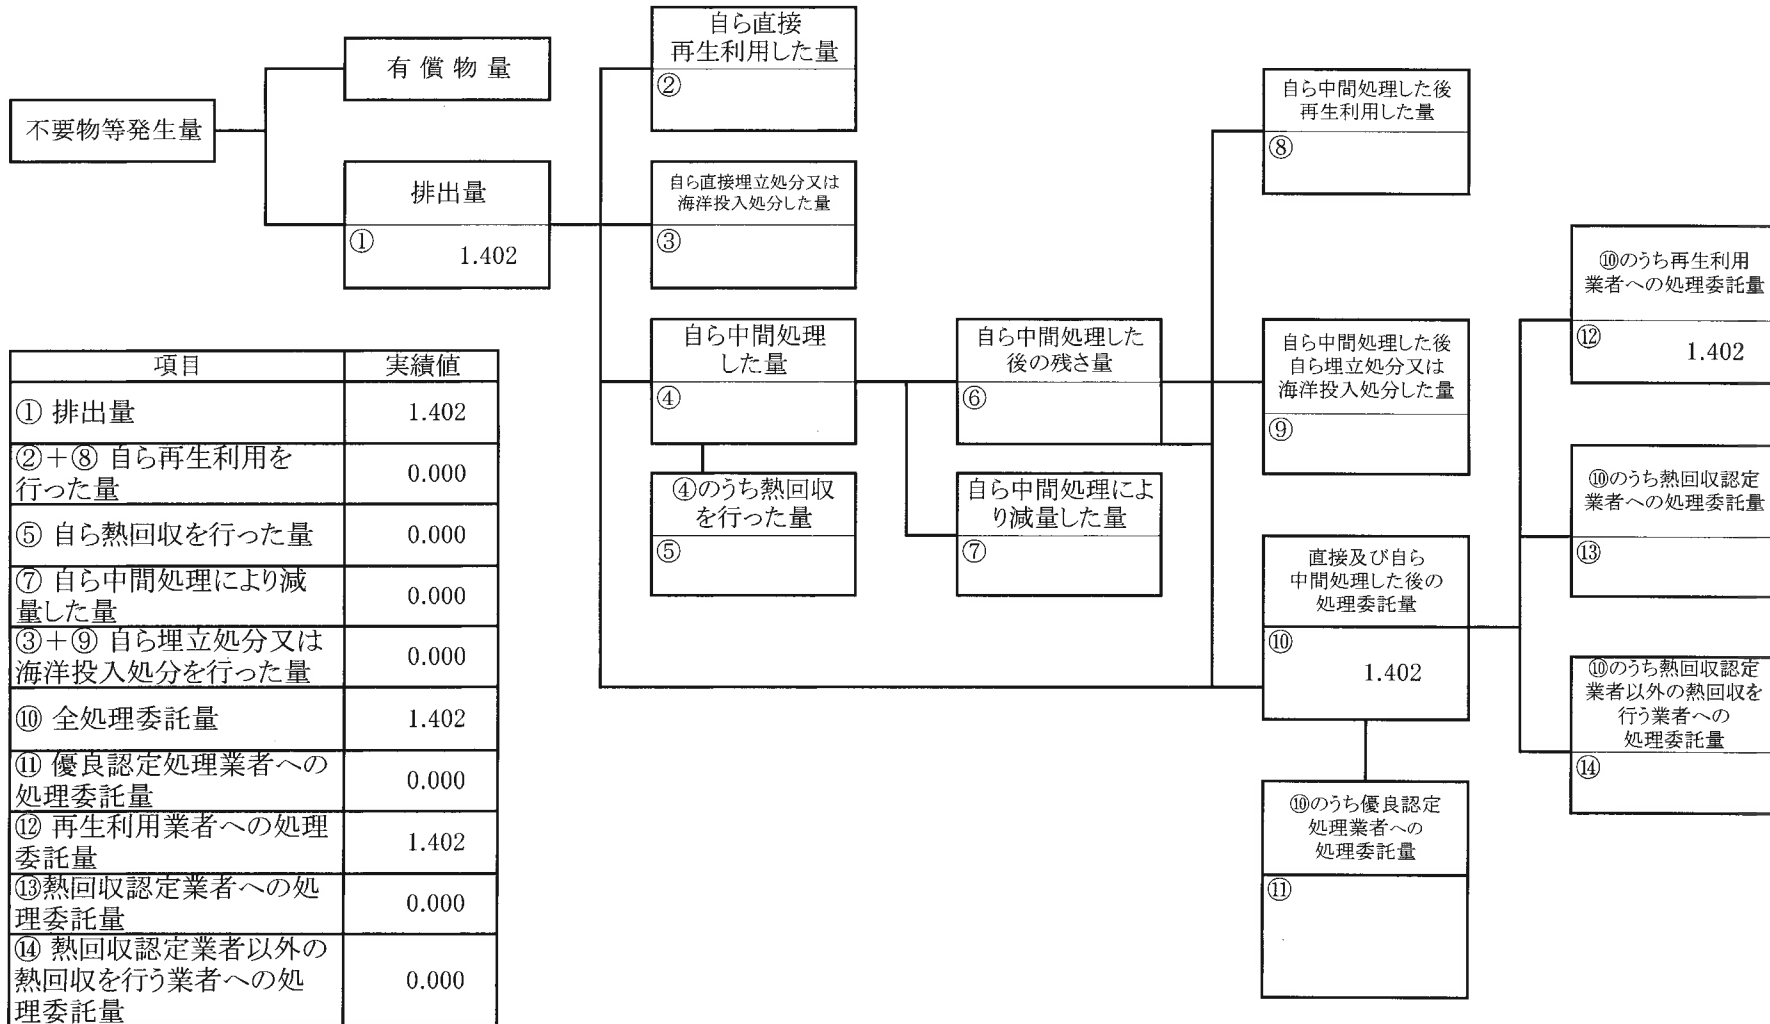 不要物等発生量
有償物量
排出量
①
1.402
自ら直接
再生利用した量
②
自ら直接埋立処分又は
海洋投入処分した量
③
自ら中間処理
した量
④
④のうち熱回収
を行った量
⑤
自ら中間処理した
後の残さ量
⑥
自ら中間処理によ
り減量した量
⑦
自ら中間処理した後
再生利用した量
⑧
自ら中間処理した後
自ら埋立処分又は
海洋投入処分した量
⑨
直接及び自ら
中間処理した後の
処理委託量
⑩
1.402
⑩のうち優良認定
処理業者への
処理委託量
⑪
⑩のうち再生利用
業者への処理委託量
⑫
1.402
⑩のうち熱回収認定
業者への処理委託量
⑬
⑩のうち熱回収認定
業者以外の熱回収を
行う業者への
処理委託量
⑭
項目 実績値
① 排出量 1.402
②+⑧ 自ら再生利用を
行った量 0.000
⑤ 自ら熱回収を行った量 0.000
⑦ 自ら中間処理により減
量した量 0.000
③+⑨ 自ら埋立処分又は
海洋投入処分を行った量 0.000
⑩ 全処理委託量 1.402
⑪ 優良認定処理業者への
処理委託量 0.000
⑫ 再生利用業者への処理
委託量 1.402
⑬熱回収認定業者への処
理委託量 0.000
⑭ 熱回収認定業者以外の
熱回収を行う業者への処
理委託量 0.000